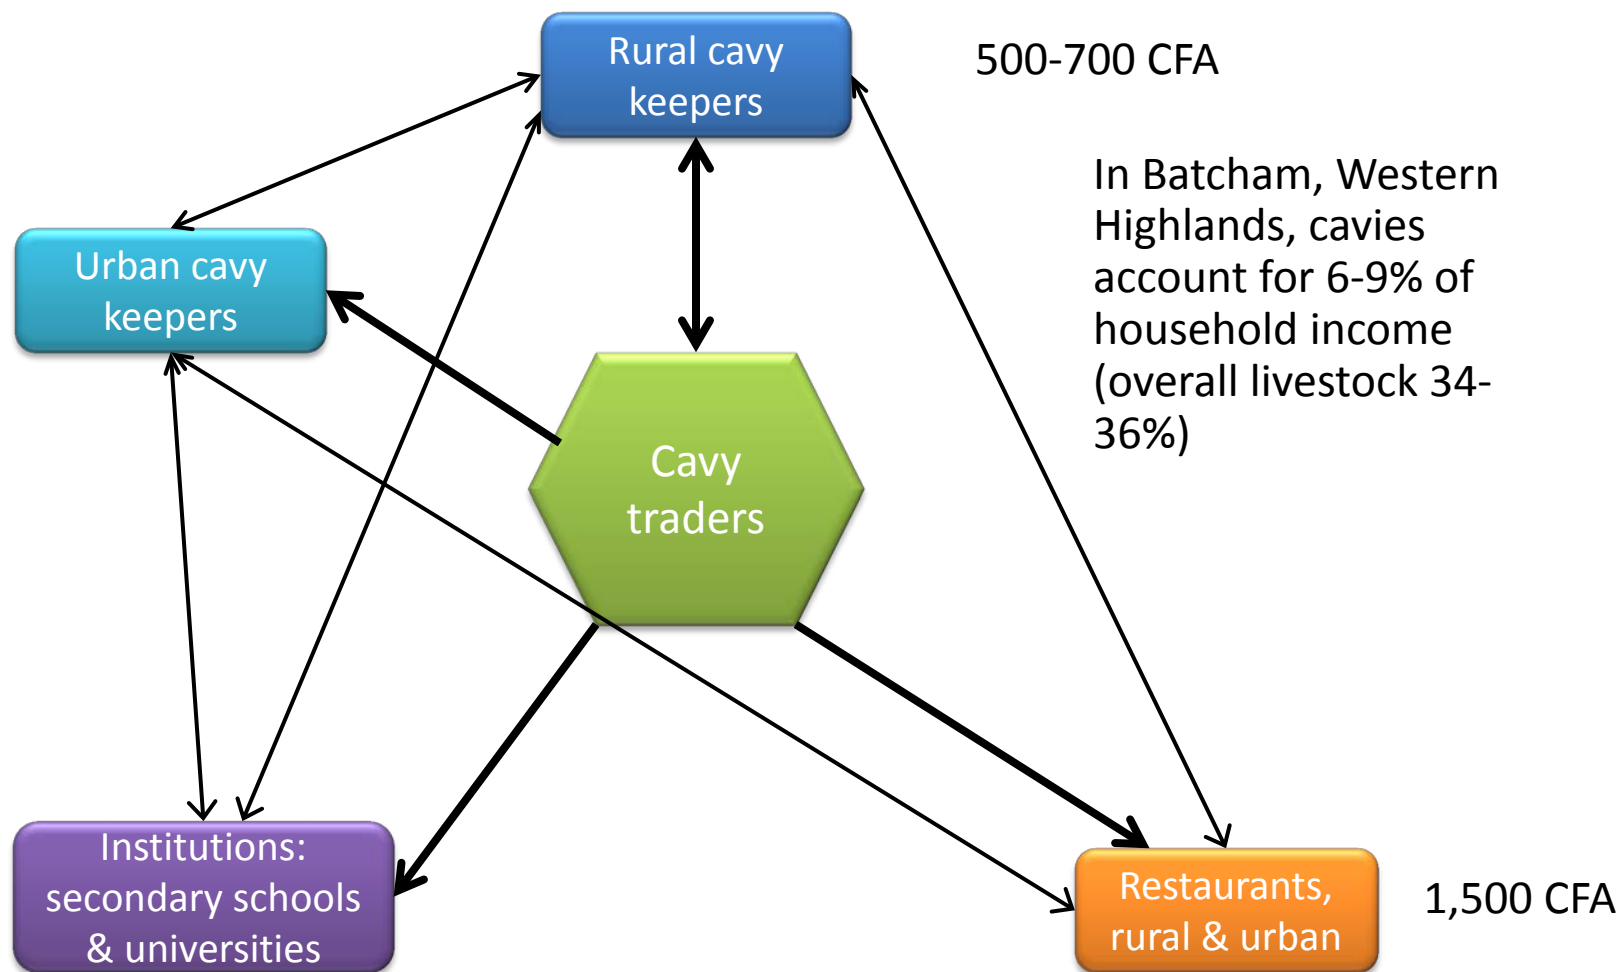 Rural cavy
keepers
500-700 CFA
In Batcham, Western
Highlands, cavies
account for 6-9% of
household income
(overall livestock 34-
36%)
Urban cavy
keepers
Cavy
traders
Institutions:
secondary schools
& universities
Restaurants,
rural & urban
1,500 CFA